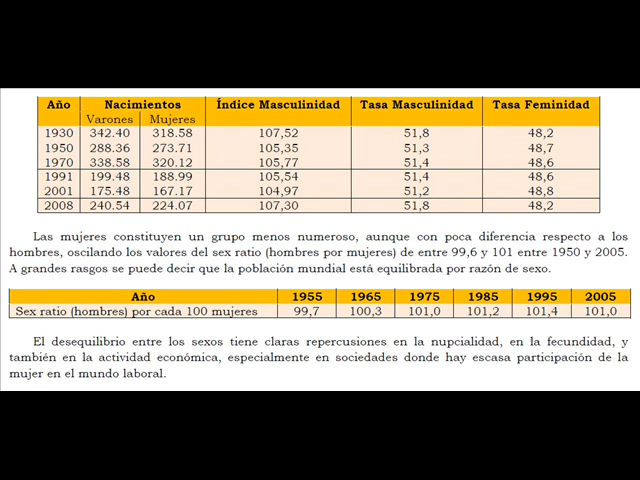 Año Nacimientos Índice Masculinidad Tasa Masculinidad Tasa Feminidad
Varones Mujeres
1930 342.40 318.58 107,52 51,8 48,2
1950 288.36 273.71 105,35 51,3 48,7
1970 338.58 320.12 105,77 51,4 48,6
1991 199.48 188.99 105,54 51,4 48,6
2001 175.48 167.17 104,97 51,2 48,8
2008 240.54 224.07 107,30 51,8 48,2
Las mujeres constituyen un grupo menos numeroso, aunque con poca diferencia respecto a los
hombres, oscilando los valores del sex ratio (hombres por mujeres) de entre 99,6 y 101 entre 1950 y 2005.
A grandes rasgos se puede decir que la población mundial está equilibrada por razón de sexo.
Año 1955 1965 1975 1985 1995 2005
Sex ratio (hombres) por cada 100 mujeres 99,7 100,3 101,0 101,2 101,4 101,0
El desequilibrio entre los sexos tiene claras repercusiones en la nupcialidad, en la fecundidad, y
también en la actividad económica, especialmente en sociedades donde hay escasa participación de la
mujer en el mundo laboral.